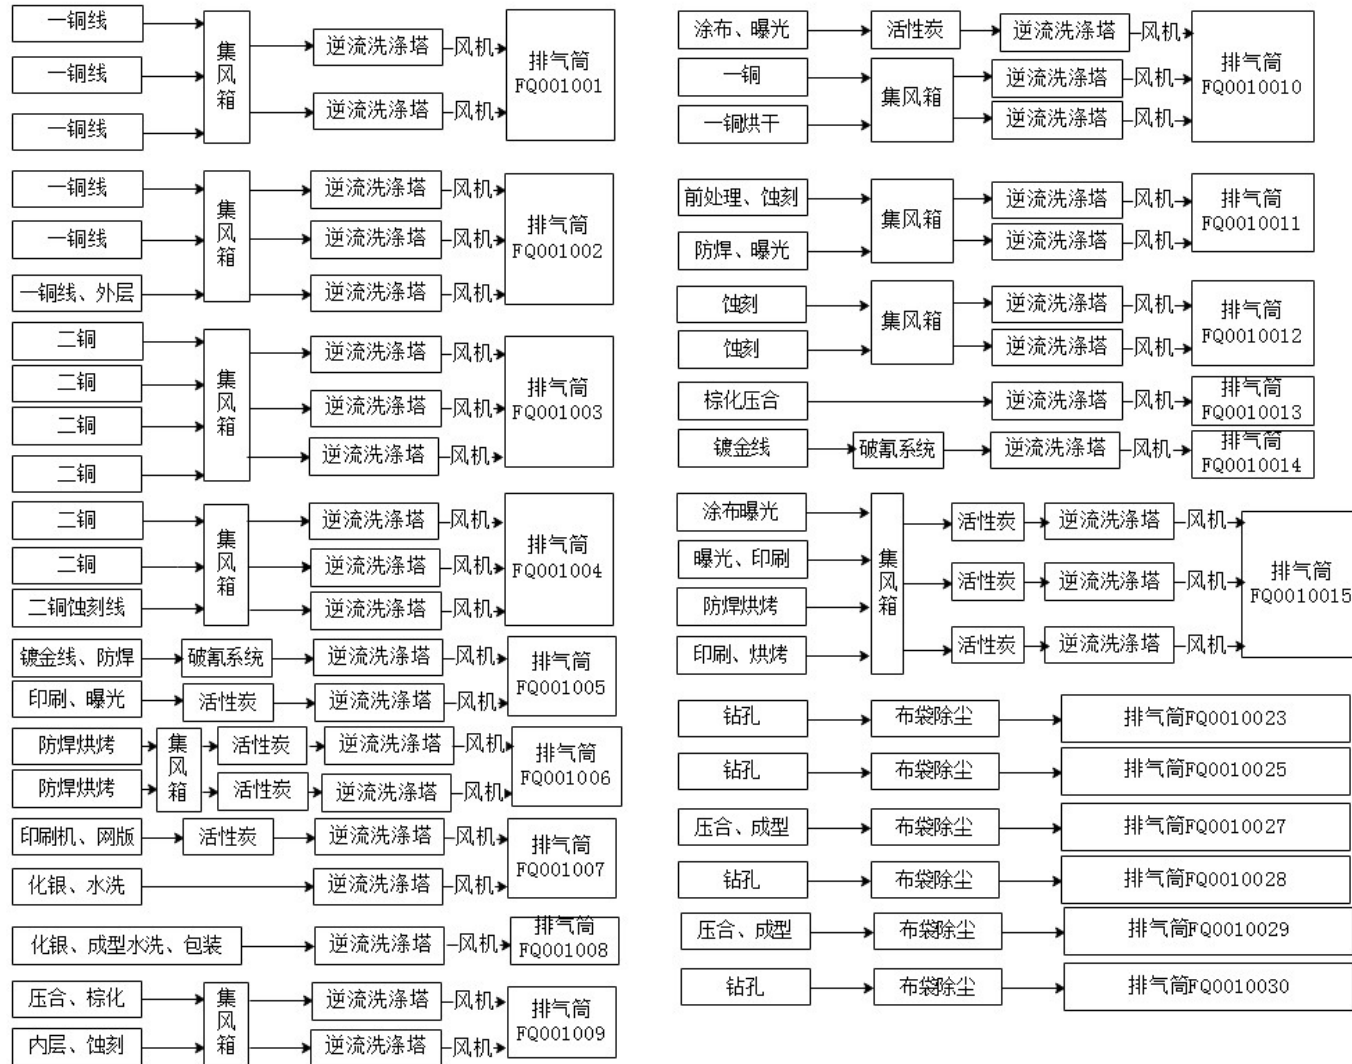 一铜线
一铜线
一铜线
集
风
箱
逆流洗涤塔
风机
逆流洗涤塔
风机
排气筒
FQ001001
一铜线
一铜线
一铜线、外层
集
风
箱
逆流洗涤塔
风机
逆流洗涤塔
风机
逆流洗涤塔
风机
排气筒
FQ001002
二铜
二铜
二铜
二铜
集
风
箱
逆流洗涤塔
风机
逆流洗涤塔
风机
逆流洗涤塔
风机
排气筒
FQ001003
二铜
二铜
二铜蚀刻线
集
风
箱
逆流洗涤塔
风机
逆流洗涤塔
风机
逆流洗涤塔
风机
排气筒
FQ001004
镀金线、防焊
破氰系统
逆流洗涤塔
风机
印刷、曝光
活性炭
逆流洗涤塔
风机
排气筒
FQ001005
防焊烘烤
防焊烘烤
集
风
箱
活性炭
逆流洗涤塔
风机
活性炭
逆流洗涤塔
风机
排气筒
FQ001006
印刷机、网版
活性炭
逆流洗涤塔
风机
化银、水洗
逆流洗涤塔
风机
排气筒
FQ001007
化银、成型水洗、包装
逆流洗涤塔
风机
排气筒
FQ001008
压合、棕化
内层、蚀刻
集
风
箱
逆流洗涤塔
风机
逆流洗涤塔
风机
排气筒
FQ001009
涂布、曝光
活性炭
逆流洗涤塔
风机
一铜
一铜烘干
集风箱
逆流洗涤塔
风机
逆流洗涤塔
风机
排气筒
FQ0010010
前处理、蚀刻
防焊、曝光
集风箱
逆流洗涤塔
风机
逆流洗涤塔
风机
排气筒
FQ0010011
蚀刻
蚀刻
集风箱
逆流洗涤塔
风机
逆流洗涤塔
风机
排气筒
FQ0010012
棕化压合
逆流洗涤塔
风机
排气筒
FQ0010013
镀金线
破氰系统
逆流洗涤塔
风机
排气筒
FQ0010014
涂布曝光
曝光、印刷
防焊烘烤
印刷、烘烤
集
风
箱
活性炭
逆流洗涤塔
风机
活性炭
逆流洗涤塔
风机
活性炭
逆流洗涤塔
风机
排气筒
FQ0010015
钻孔
布袋除尘
排气筒FQ0010023
钻孔
布袋除尘
排气筒FQ0010025
压合、成型
布袋除尘
排气筒FQ0010027
钻孔
布袋除尘
排气筒FQ0010028
压合、成型
布袋除尘
排气筒FQ0010029
钻孔
布袋除尘
排气筒FQ0010030